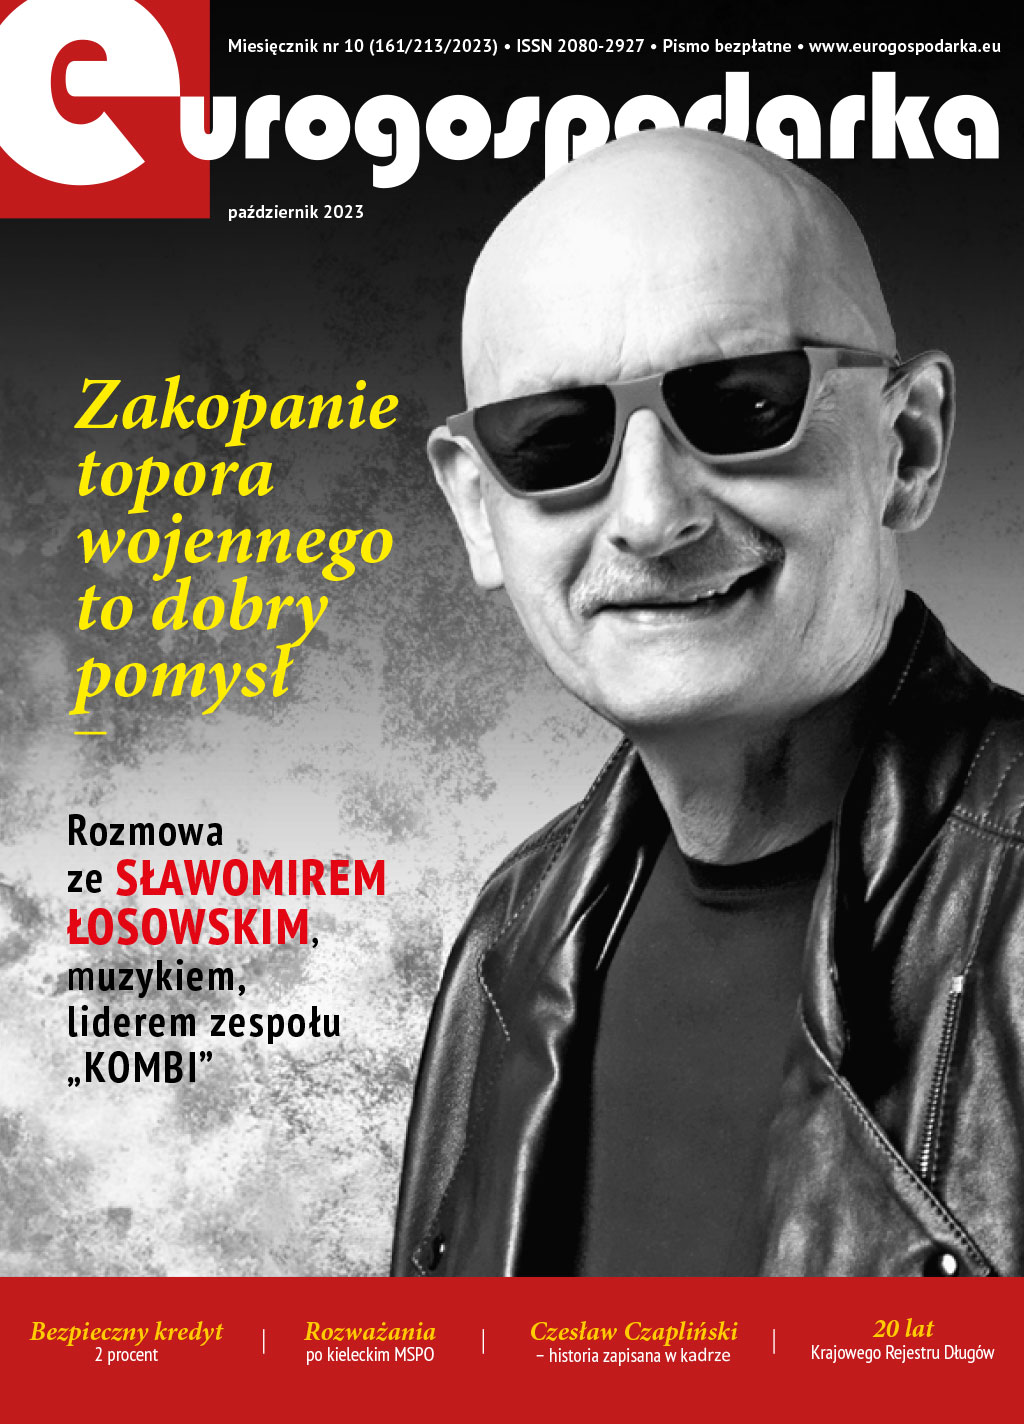 Miesięcznik nr 10 (161/213/2023) • ISSN 2080-2927 • Pismo bezpłatne • www.eurogospodarka.eu
eurogospodarka
październik 2023
Zakopanie
topora
wojennego
to dobry
pomysł
Rozmowa
ze SŁAWOMIREM
ŁOSOWSKIM,
muzykiem,
liderem zespołu
„KOMBI”
Bezpieczny kredyt
2 procent
Rozważania
po kieleckim MSPO
Czesław Czapliński
– historia zapisana w kadrze
20 lat
Krajowego Rejestru Długów